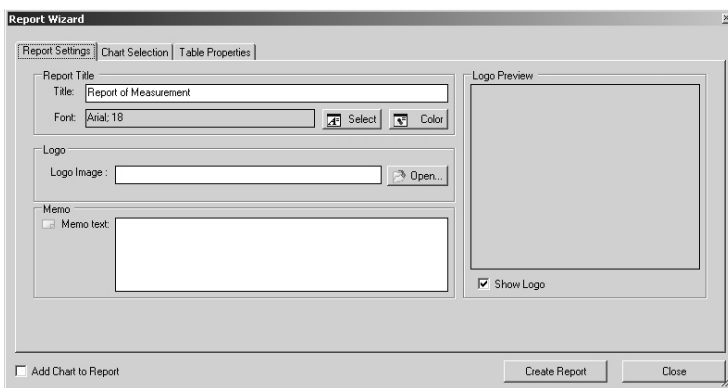 Report Wizard
Report Settings Chart Selection Table Properties
Report Title
Title: Report of Measurement
Font: Arial; 18 Select Color
Logo
Logo Image : Open...
Memo
Memo text:
Logo Preview
Show Logo
Add Chart to Report Create Report Close